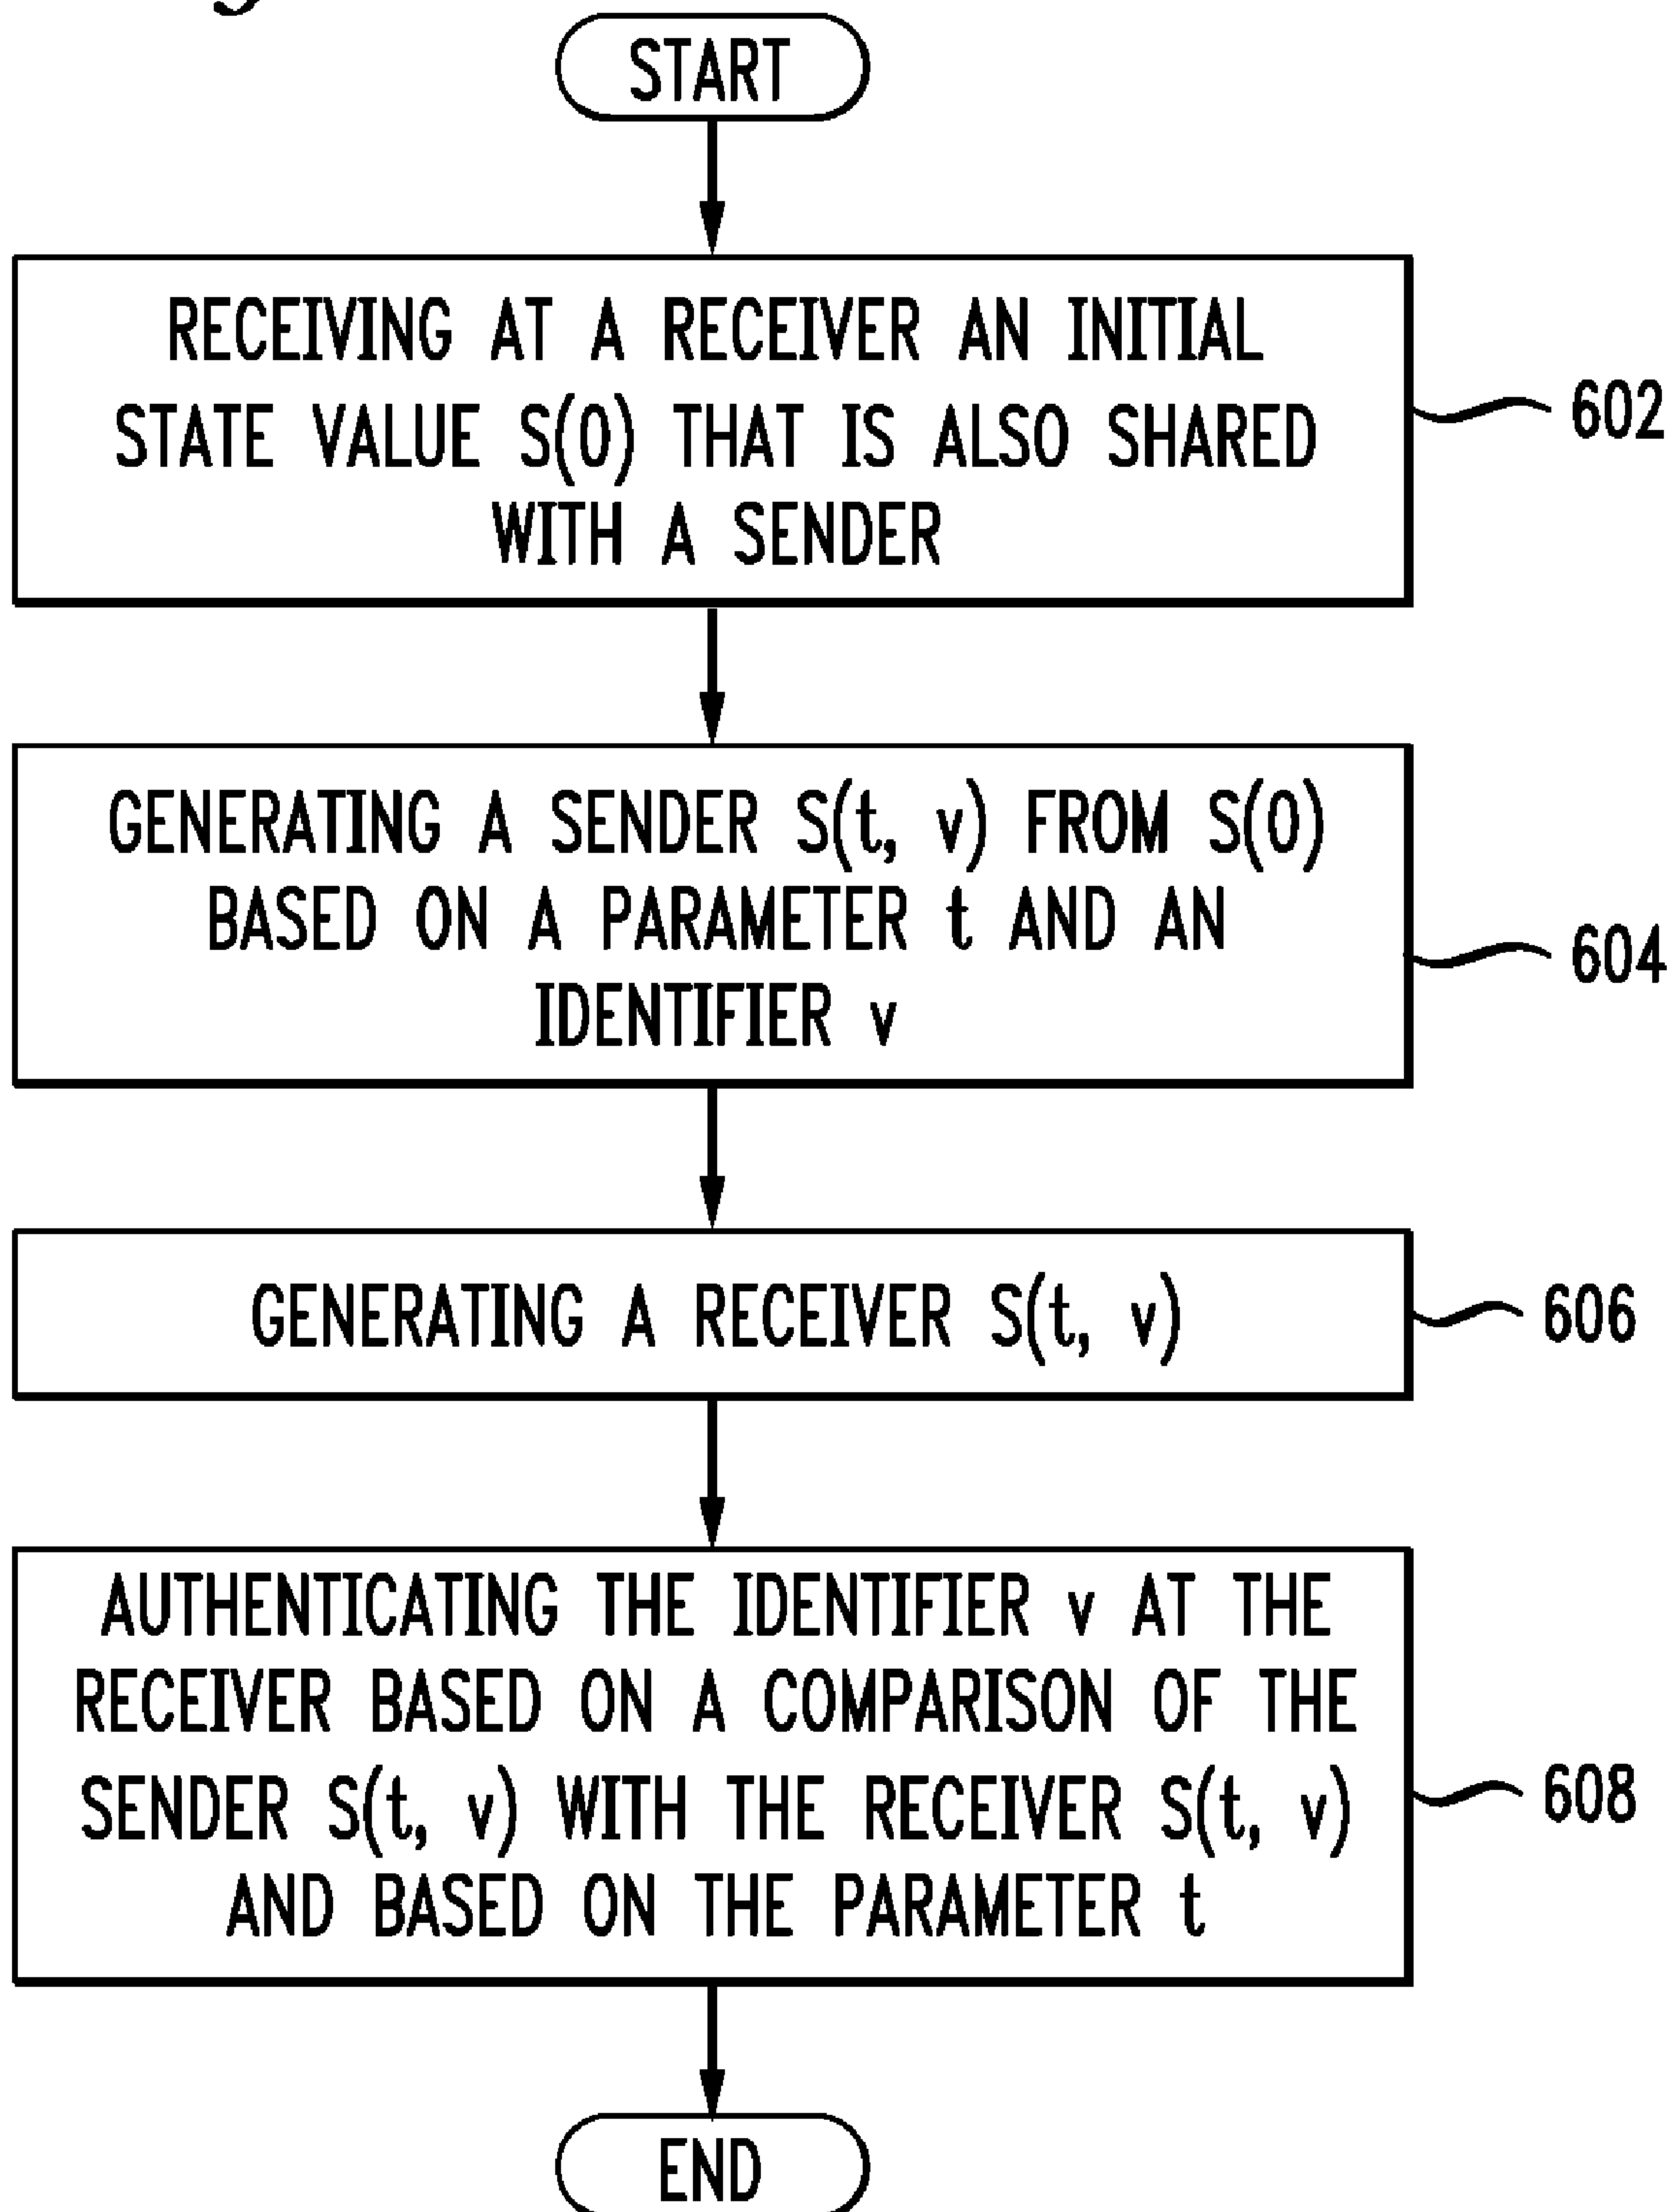 START
RECEIVING AT A RECEIVER AN INITIAL
STATE VALUE S(0) THAT IS ALSO SHARED
WITH A SENDER
602
GENERATING A SENDER S(t, v) FROM S(0)
BASED ON A PARAMETER t AND AN
IDENTIFIER v
604
GENERATING A RECEIVER S(t, v)
606
AUTHENTICATING THE IDENTIFIER v AT THE
RECEIVER BASED ON A COMPARISON OF THE
SENDER S(t, v) WITH THE RECEIVER S(t, v)
AND BASED ON THE PARAMETER t
608
END